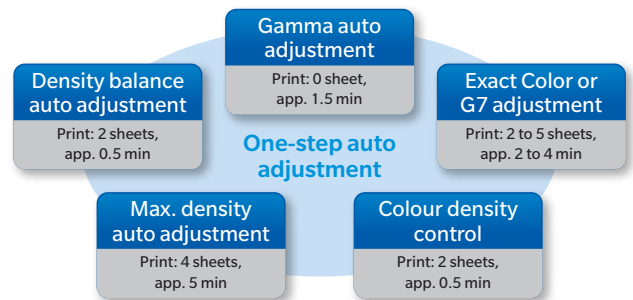 Gamma auto
adjustment
Print: 0 sheet,
app. 1.5 min
Density balance
auto adjustment
Print: 2 sheets,
app. 0.5 min
Exact Color or
G7 adjustment
Print: 2 to 5 sheets,
app. 2 to 4 min
One-step auto
adjustment
Max. density
auto adjustment
Print: 4 sheets,
app. 5 min
Colour density
control
Print: 2 sheets,
app. 0.5 min